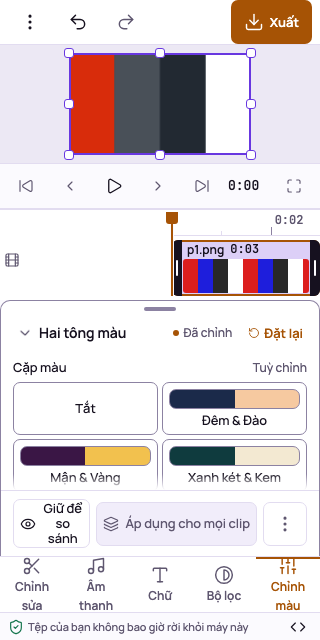 Xuất
0:00
0:02
p1.png 0:03
Hai tông màu
Đã chỉnh
Đặt lại
Cặp màu
Tuỳ chỉnh
Tắt
Đêm & Đào
Mận & Vàng
Xanh két & Kem
Giữ để
so
sánh
Áp dụng cho mọi clip
Chỉnh
sửa
Âm
thanh
Chữ
Bộ lọc
Chỉnh
màu
Tệp của bạn không bao giờ rời khỏi máy này